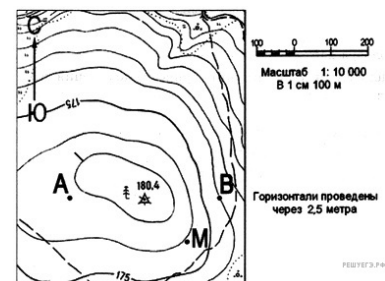 С
Ю
175
180,4
А
В
М
175
100 0 100 200
Масштаб 1: 10 000
В 1 см 100 м
Горизонтали проведены
через 2,5 метра
РЕШУЕГЭ.РФ